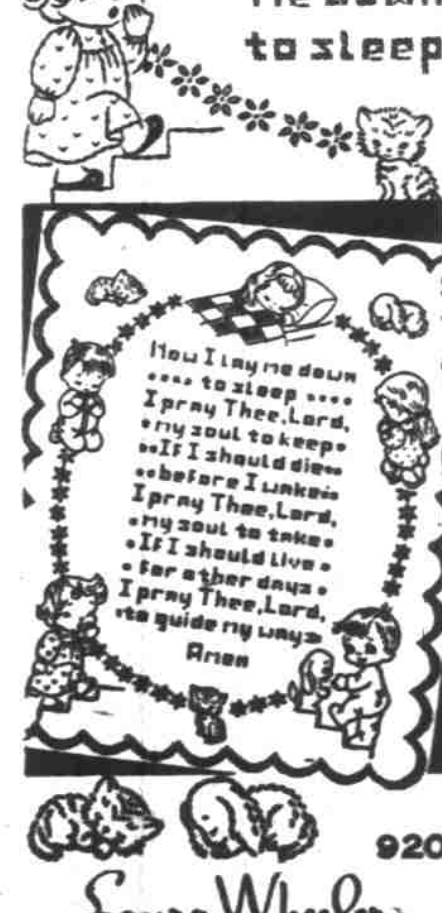 to sleep
Now I lay me down
to sleep
I pray Thee, Lord,
my soul to keep
If I should die
before I wake
I pray Thee, Lord,
my soul to take
If I should live
for other days
I pray Thee, Lord,
to guide my ways
Amen
920